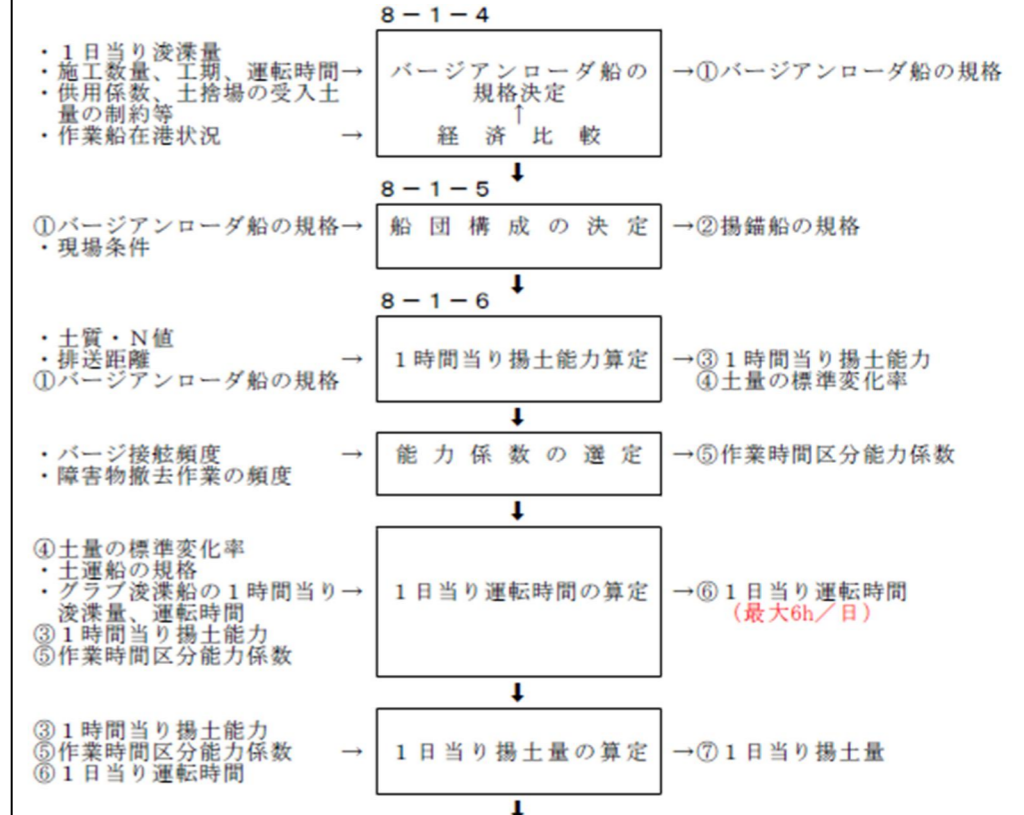 ８－１－４
・１日当り浚渫量
・施工数量、工期、運転時間→
・供用係数、土捨場の受入土
量の制約等
・作業船在港状況 →
バージアンローダ船の
規格決定
↑
経済比較
→①バージアンローダ船の規格
⬇
８－１－５
①バージアンローダ船の規格→
・現場条件
船団構成の決定
→②揚錨船の規格
⬇
８－１－６
・土質・Ｎ値
・排送距離 →
①バージアンローダ船の規格
１時間当り揚土能力算定
→③１時間当り揚土能力
④土量の標準変化率
⬇
・バージ接舷頻度 →
・障害物撤去作業の頻度
能力係数の選定
→⑤作業時間区分能力係数
⬇
④土量の標準変化率
・土運船の規格
・グラブ浚渫船の１時間当り→
浚渫量、運転時間
③１時間当り揚土能力
⑤作業時間区分能力係数
１日当り運転時間の算定
→⑥１日当り運転時間
（最大6h／日）
⬇
③１時間当り揚土能力
⑤作業時間区分能力係数 →
⑥１日当り運転時間
１日当り揚土量の算定
→⑦１日当り揚土量
⬇